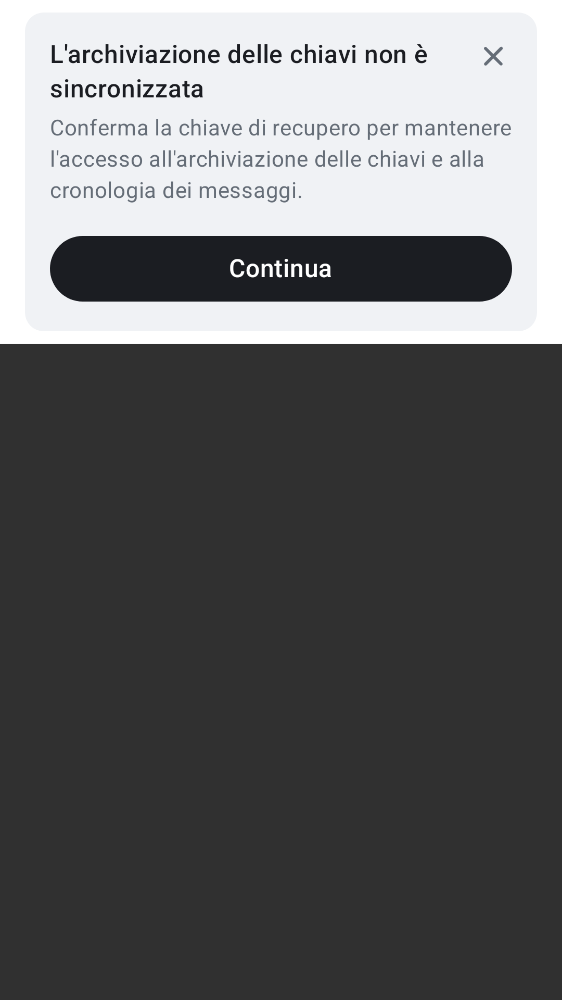 L'archiviazione delle chiavi non è
sincronizzata
Conferma la chiave di recupero per mantenere
l'accesso all'archiviazione delle chiavi e alla
cronologia dei messaggi.
Continua